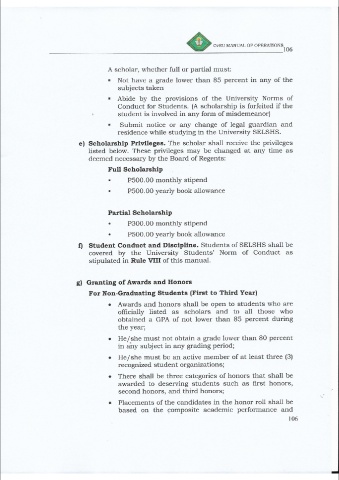 CvSU MANUAL OF OPERATIONS
106
A scholar, whether full or partial must:
• Not have a grade lower than 85 percent in any of the
subjects taken
• Abide by the provisions of the University Norms of
Conduct for Students. (A scholarship is forfeited if the
student is involved in any form of misdemeanor)
• Submit notice or any change of legal guardian and
residence while studying in the University SELSHS.
e) Scholarship Privileges. The scholar shall receive the privileges
listed below. These privileges may be changed at any time as
deemed necessary by the Board of Regents:
Full Scholarship
• P500.00 monthly stipend
• P500.00 yearly book allowance
Partial Scholarship
• P300.00 monthly stipend
• P500.00 yearly book allowance
f) Student Conduct and Discipline. Students of SELSHS shall be
covered by the University Students' Norm of Conduct as
stipulated in Rule VIII of this manual.
g) Granting of Awards and Honors
For Non-Graduating Students (First to Third Year)
• Awards and honors shall be open to students who are
officially listed as scholars and to all those who
obtained a GPA of not lower than 85 percent during
the year;
• He/she must not obtain a grade lower than 80 percent
in any subject in any grading period;
• He/she must be an active member of at least three (3)
recognized student organizations;
• There shall be three categories of honors that shall be
awarded to deserving students such as first honors,
second honors, and third honors;
• Placements of the candidates in the honor roll shall be
based on the composite academic performance and
106